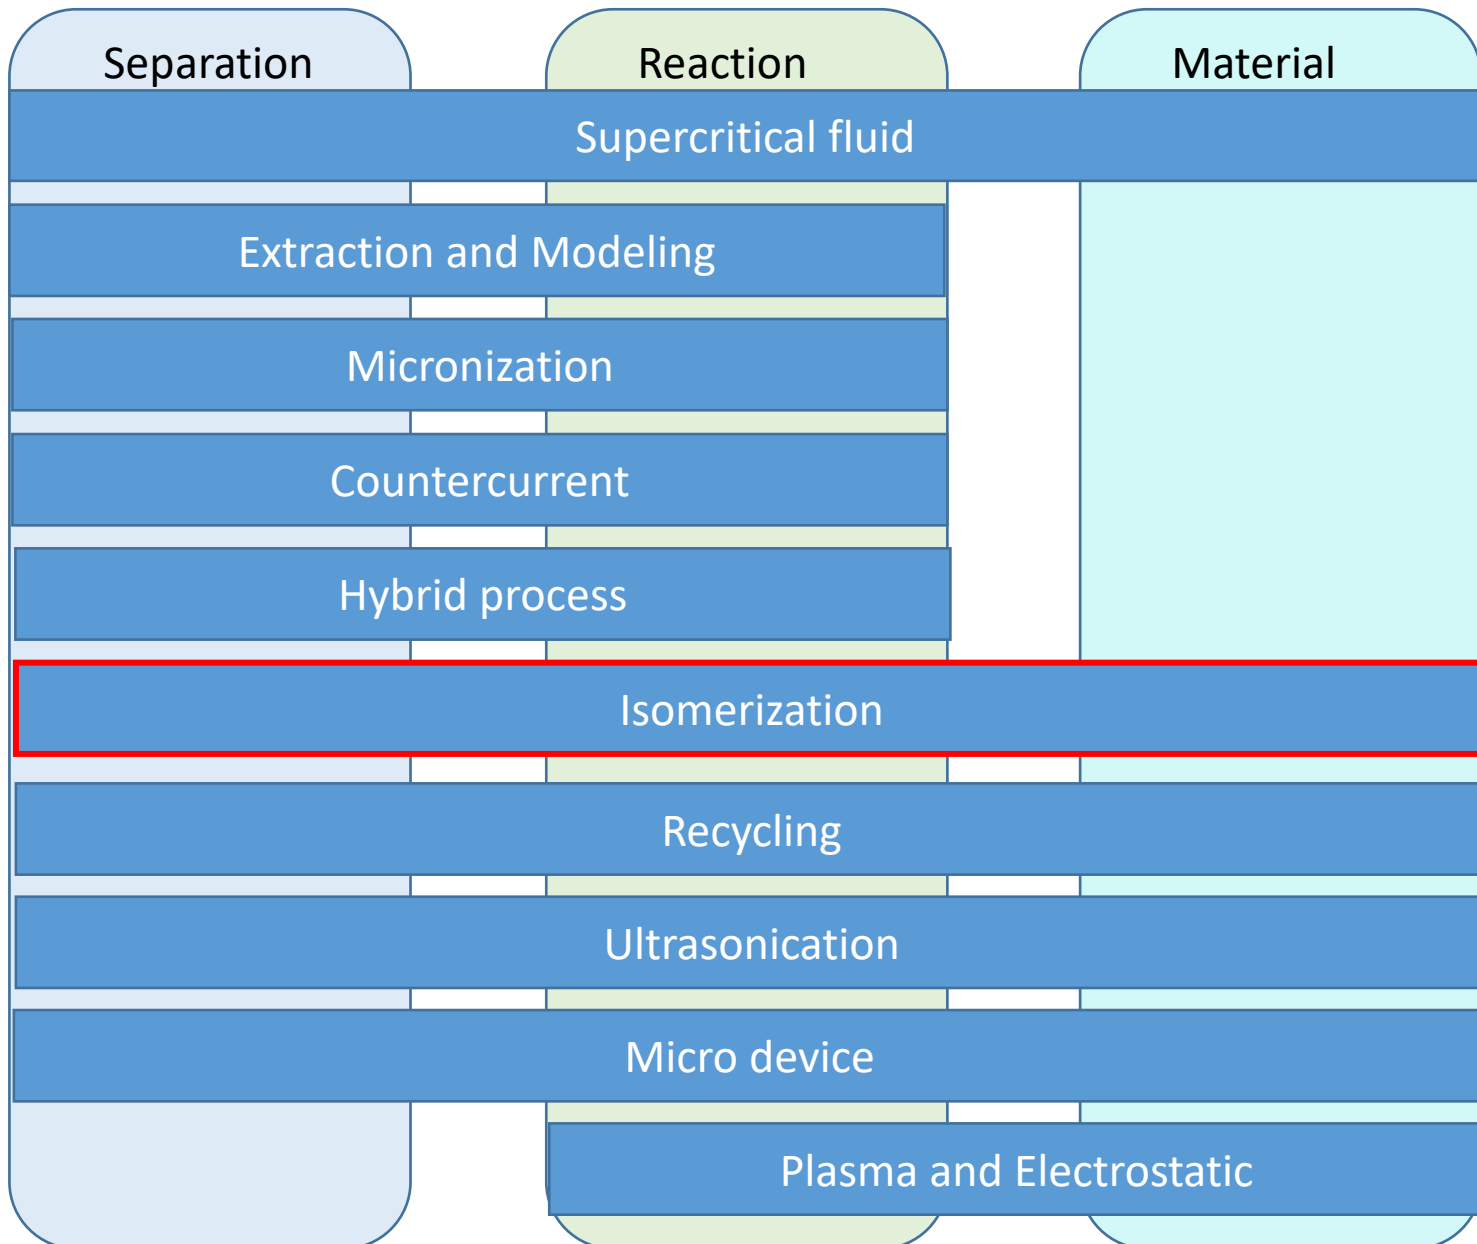 Separation
Reaction
Material
Supercritical fluid
Extraction and Modeling
Micronization
Countercurrent
Hybrid process
Isomerization
Recycling
Ultrasonication
Micro device
Plasma and Electrostatic